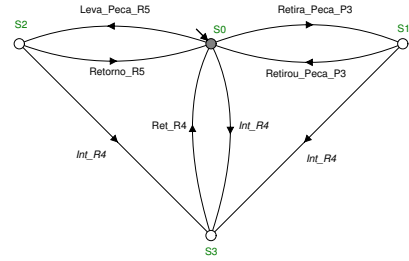 Leva_Peca_R5
Retira_Peca_P3
S2
S0
S1
Retorno_R5
Retirou_Peca_P3
Ret_R4
Int_R4
Int_R4
Int_R4
S3